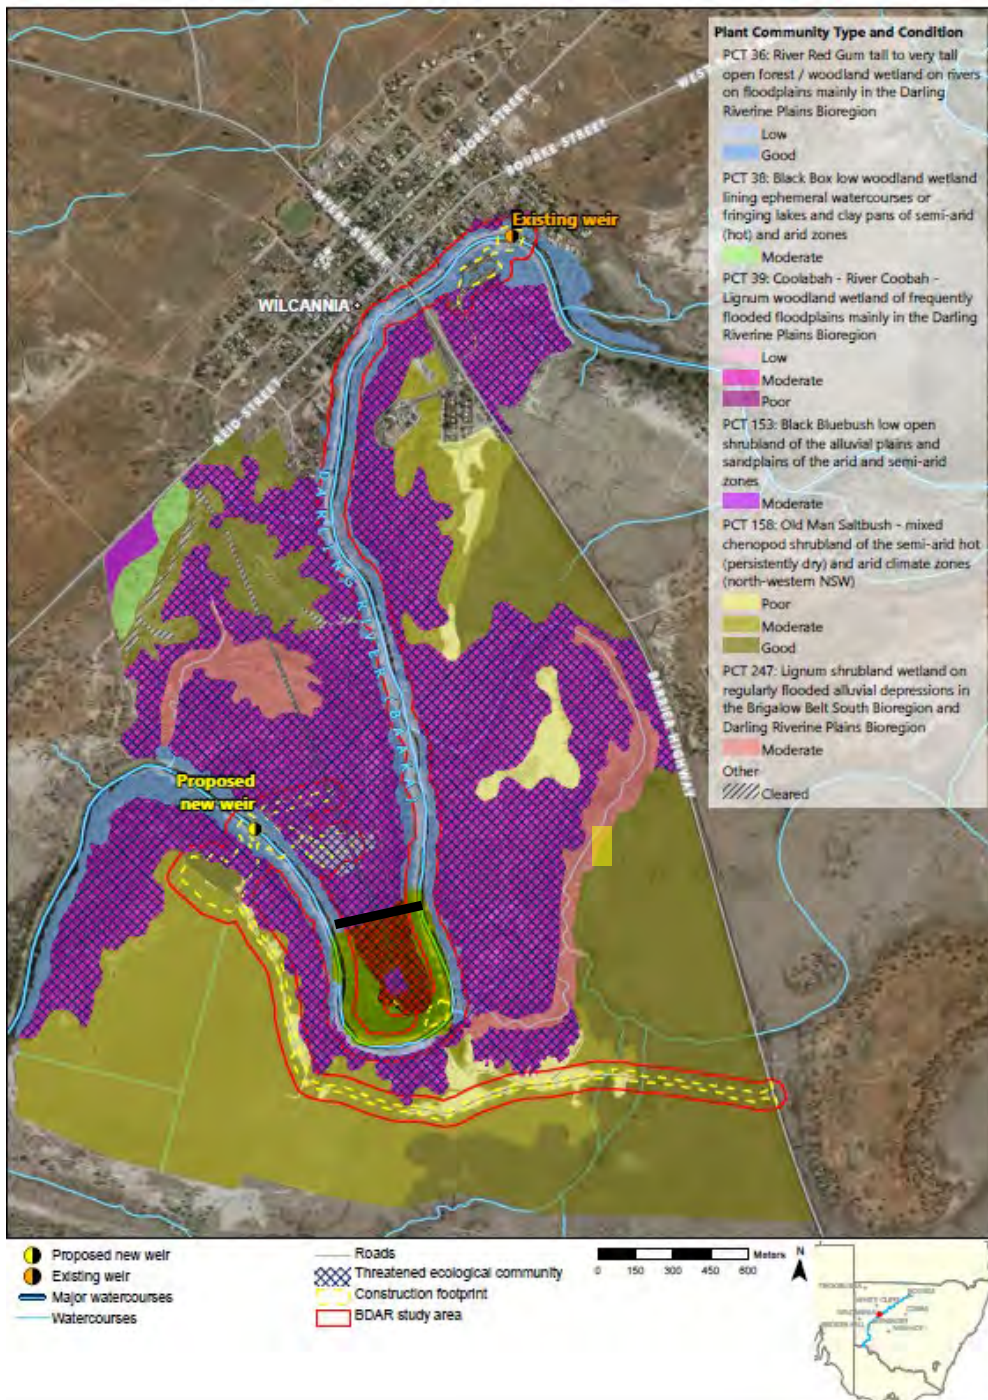 Plant Community Type and Condition
PCT 36: River Red Gum tall to very tall
open forest / woodland wetland on rivers
on floodplains mainly in the Darling
Riverine Plains Bioregion
Low
Good
PCT 38: Black Box low woodland wetland
lining ephemeral watercourses or
fringing lakes and clay pans of semi-arid
(hot) and arid zones
Moderate
PCT 39: Coolabah - River Coobah -
Lignum woodland wetland of frequently
flooded floodplains mainly in the Darling
Riverine Plains Bioregion
Low
Moderate
Poor
PCT 153: Black Bluebush low open
shrubland of the alluvial plains and
sandplains of the arid and semi-arid
zones
Moderate
PCT 158: Old Man Saltbush - mixed
chenopod shrubland of the semi-arid hot
(persistently dry) and arid climate zones
(north-western NSW)
Poor
Moderate
Good
PCT 247: Lignum shrubland wetland on
regularly flooded alluvial depressions in
the Brigalow Belt South Bioregion and
Darling Riverine Plains Bioregion
Moderate
Other
Cleared
MOORE STREET
BOURKE STREET
Existing weir
WILCANNIA
REID STREET
DARLING RIVER (BAAKA)
BARRIER HIGHWAY
Proposed
new weir
Proposed new weir
Existing weir
Major watercourses
Watercourses
Roads
Threatened ecological community
Construction footprint
BDAR study area
0 150 300 450 600
Meters
N